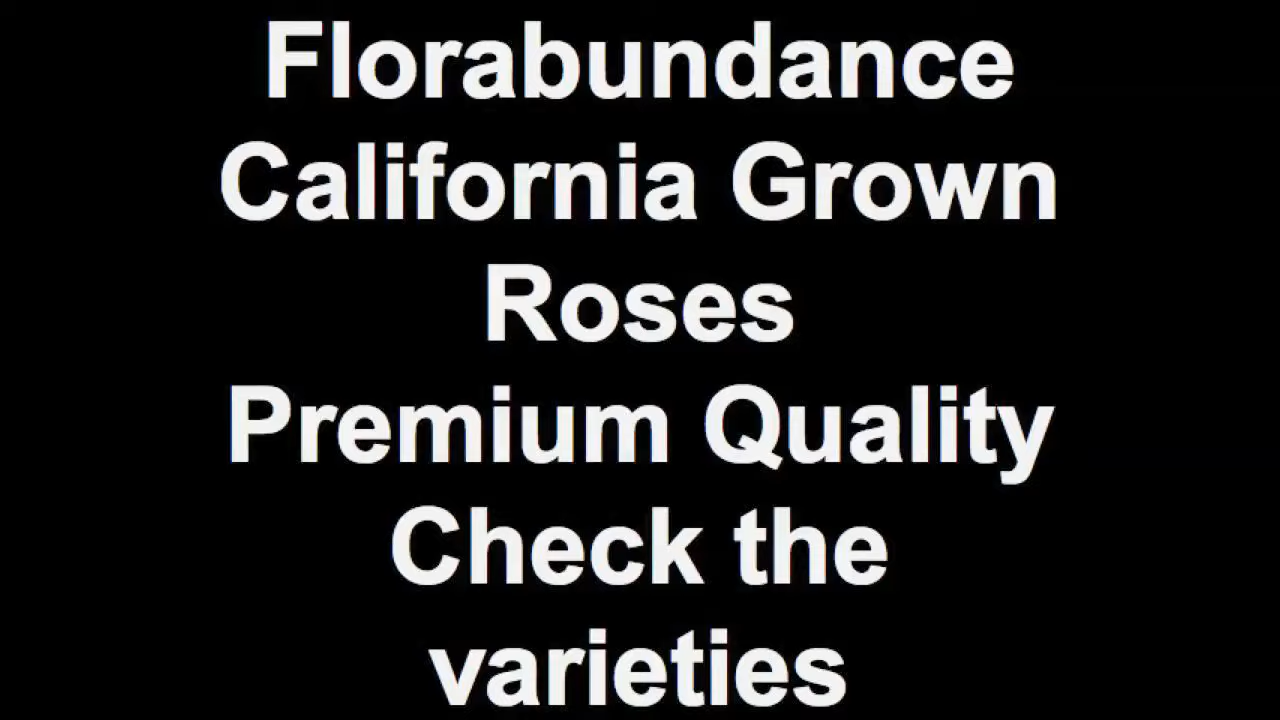 Florabundance
California Grown
Roses
Premium Quality
Check the
varieties